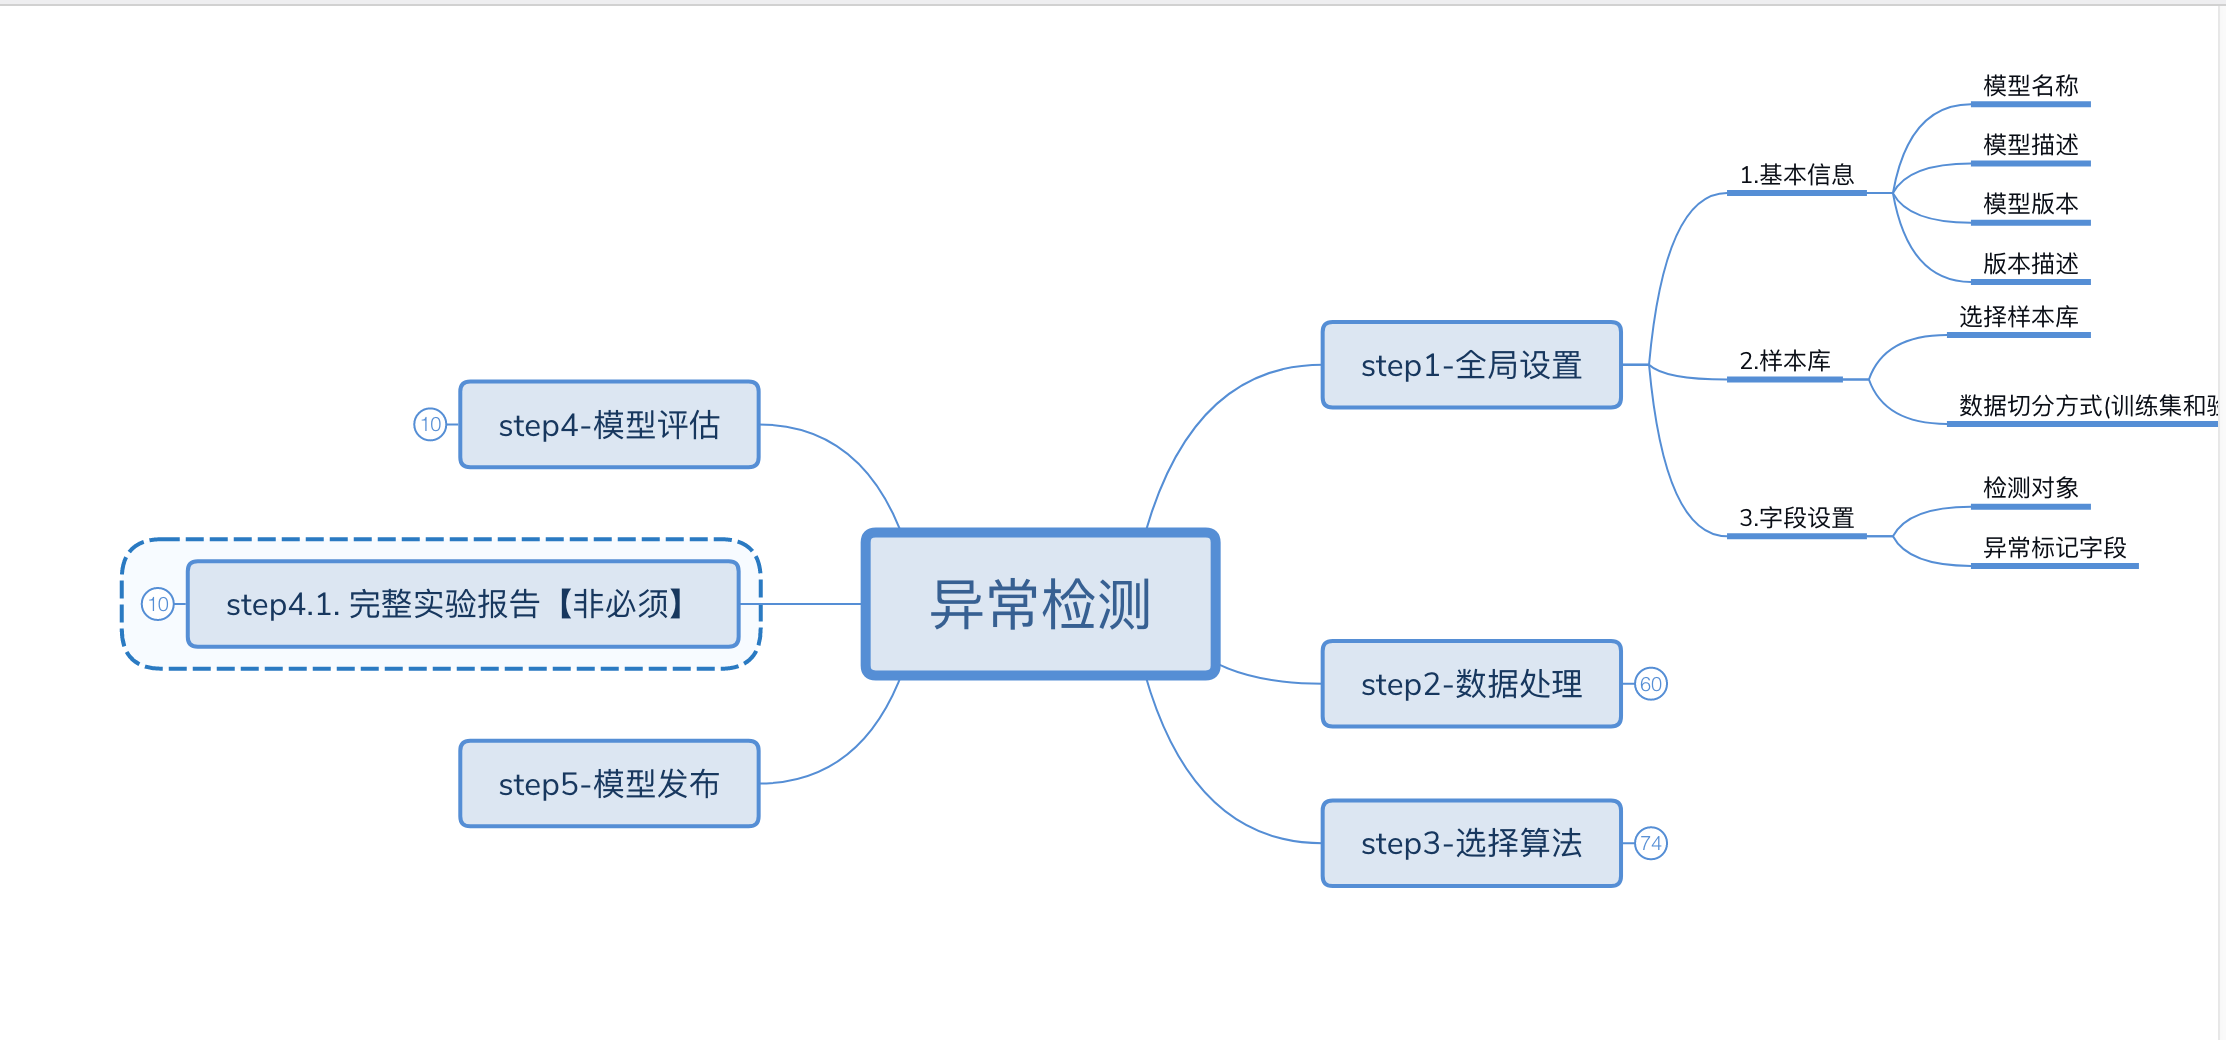 异常检测
step1-全局设置
1.基本信息
模型名称
模型描述
模型版本
版本描述
2.样本库
选择样本库
数据切分方式(训练集和
3.字段设置
检测对象
异常标记字段
step2-数据处理
60
step3-选择算法
74
step4-模型评估
10
step4.1. 完整实验报告【非必须】
10
step5-模型发布